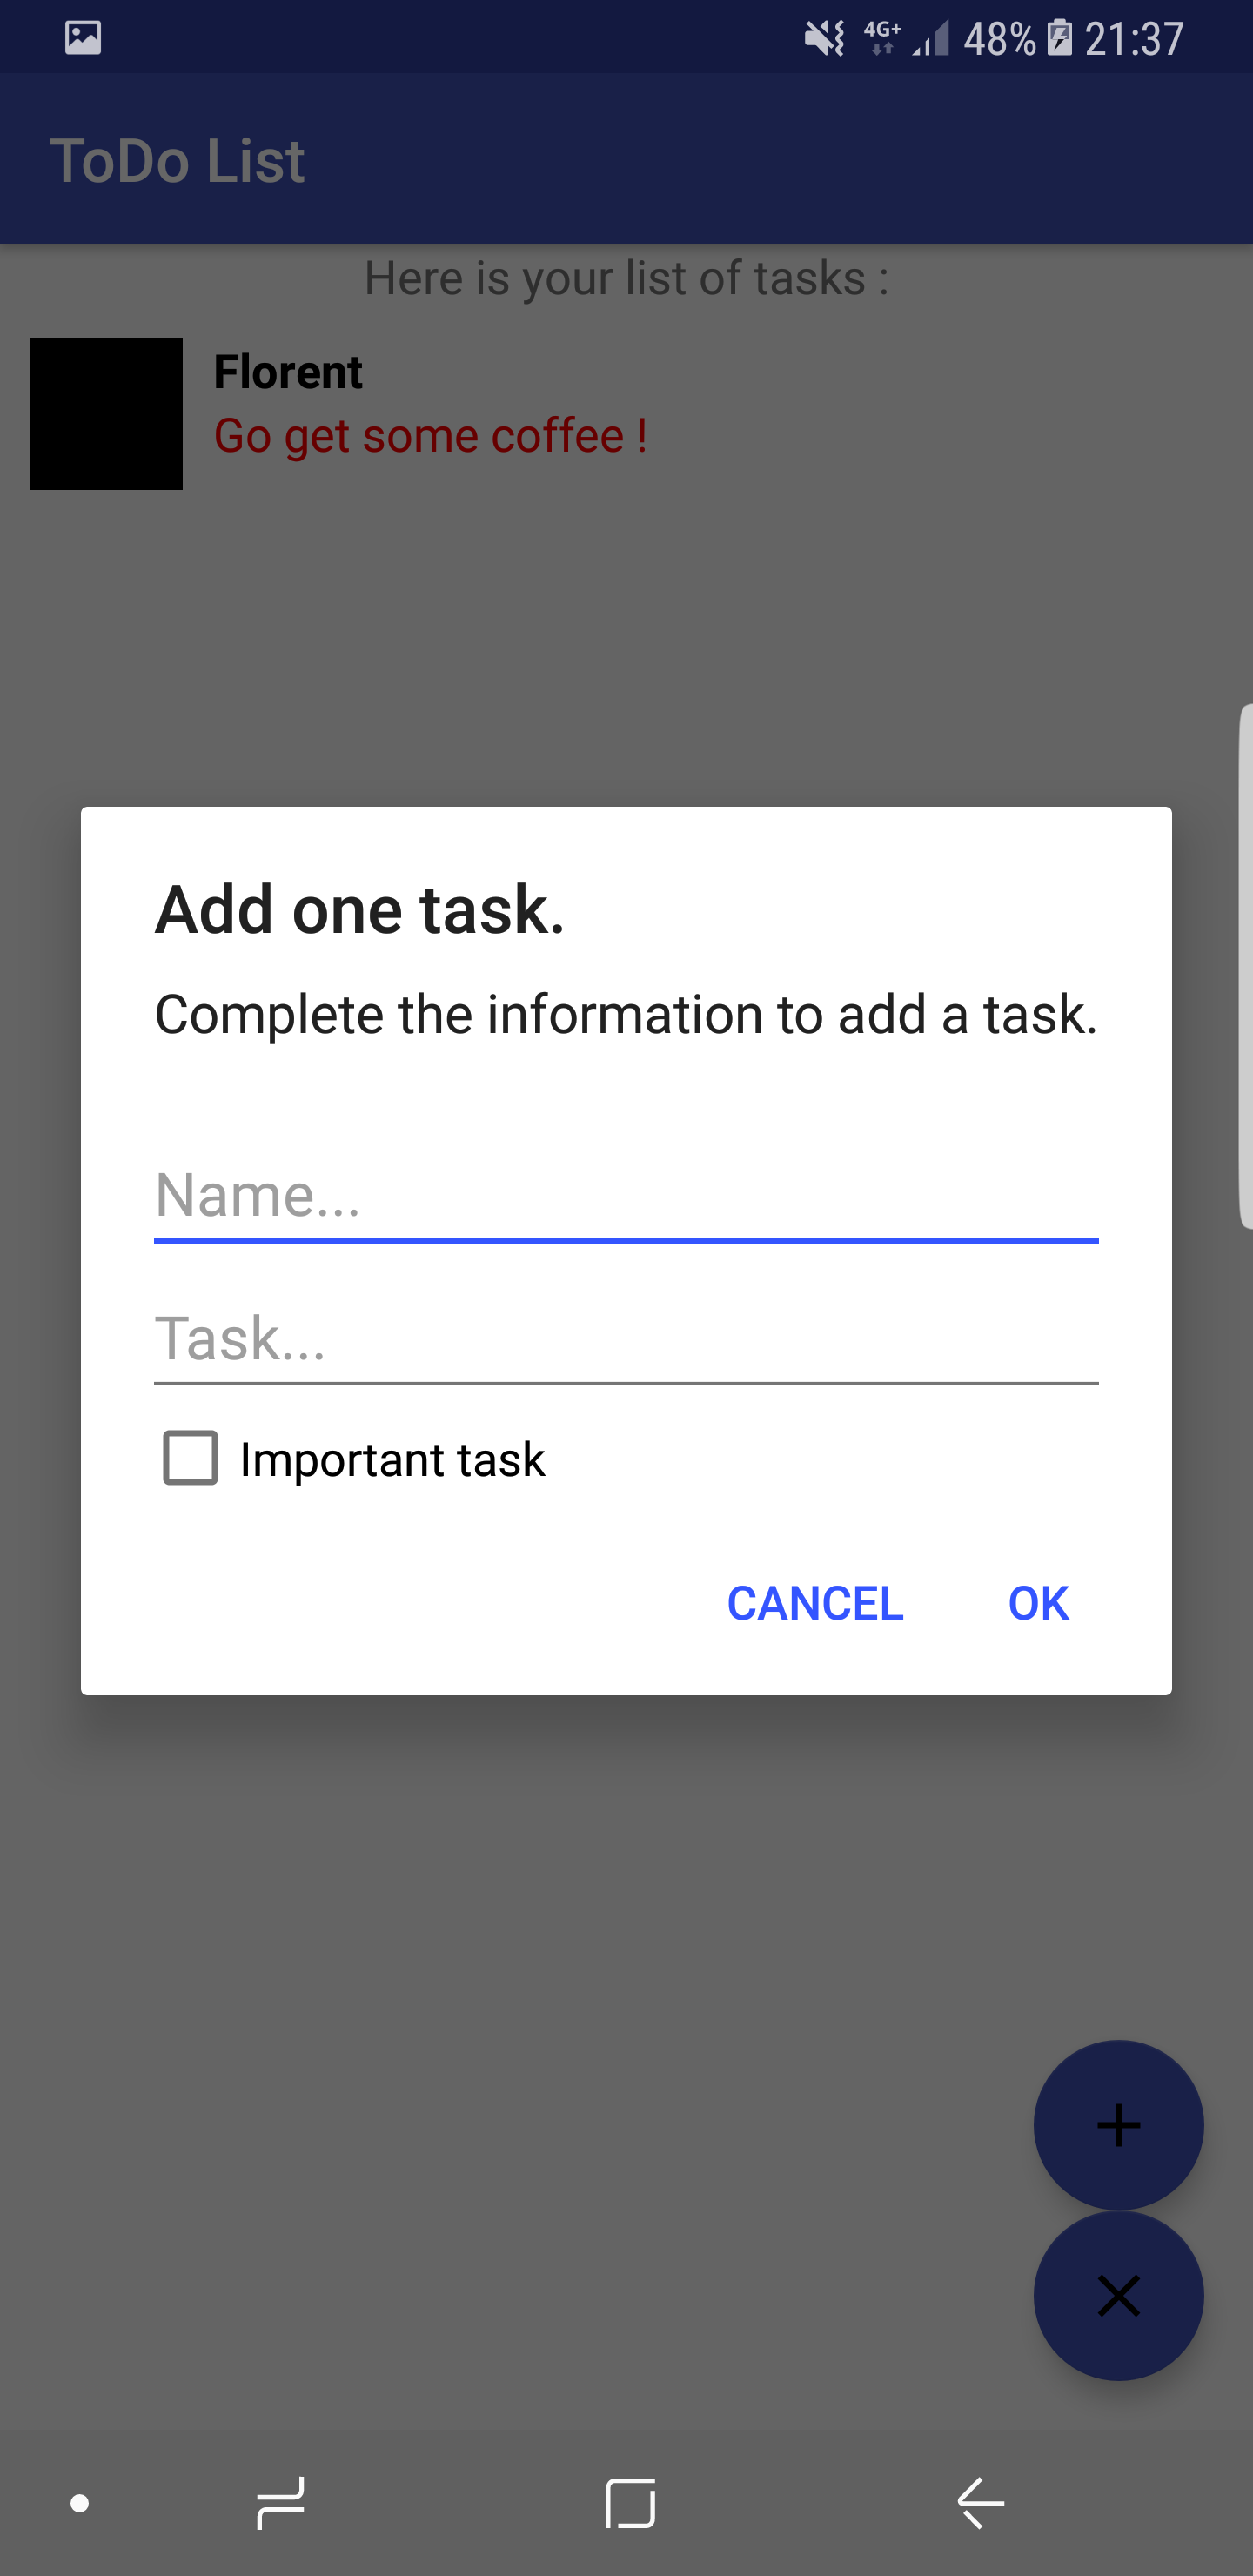 4G+ 48% 21:37
ToDo List
Here is your list of tasks :
Florent
Go get some coffee !
Add one task.
Complete the information to add a task.
Name...
Task...
Important task
CANCEL OK